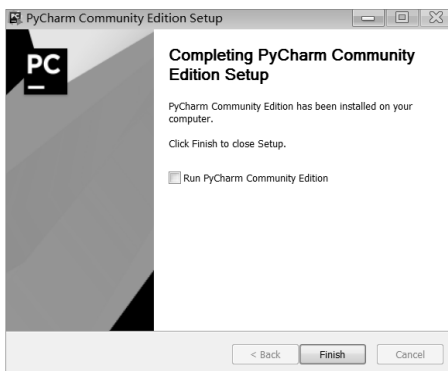 PyCharm Community Edition Setup
PC
Completing PyCharm Community
Edition Setup
PyCharm Community Edition has been installed on your
computer.
Click Finish to close Setup.
Run PyCharm Community Edition
< Back Finish Cancel